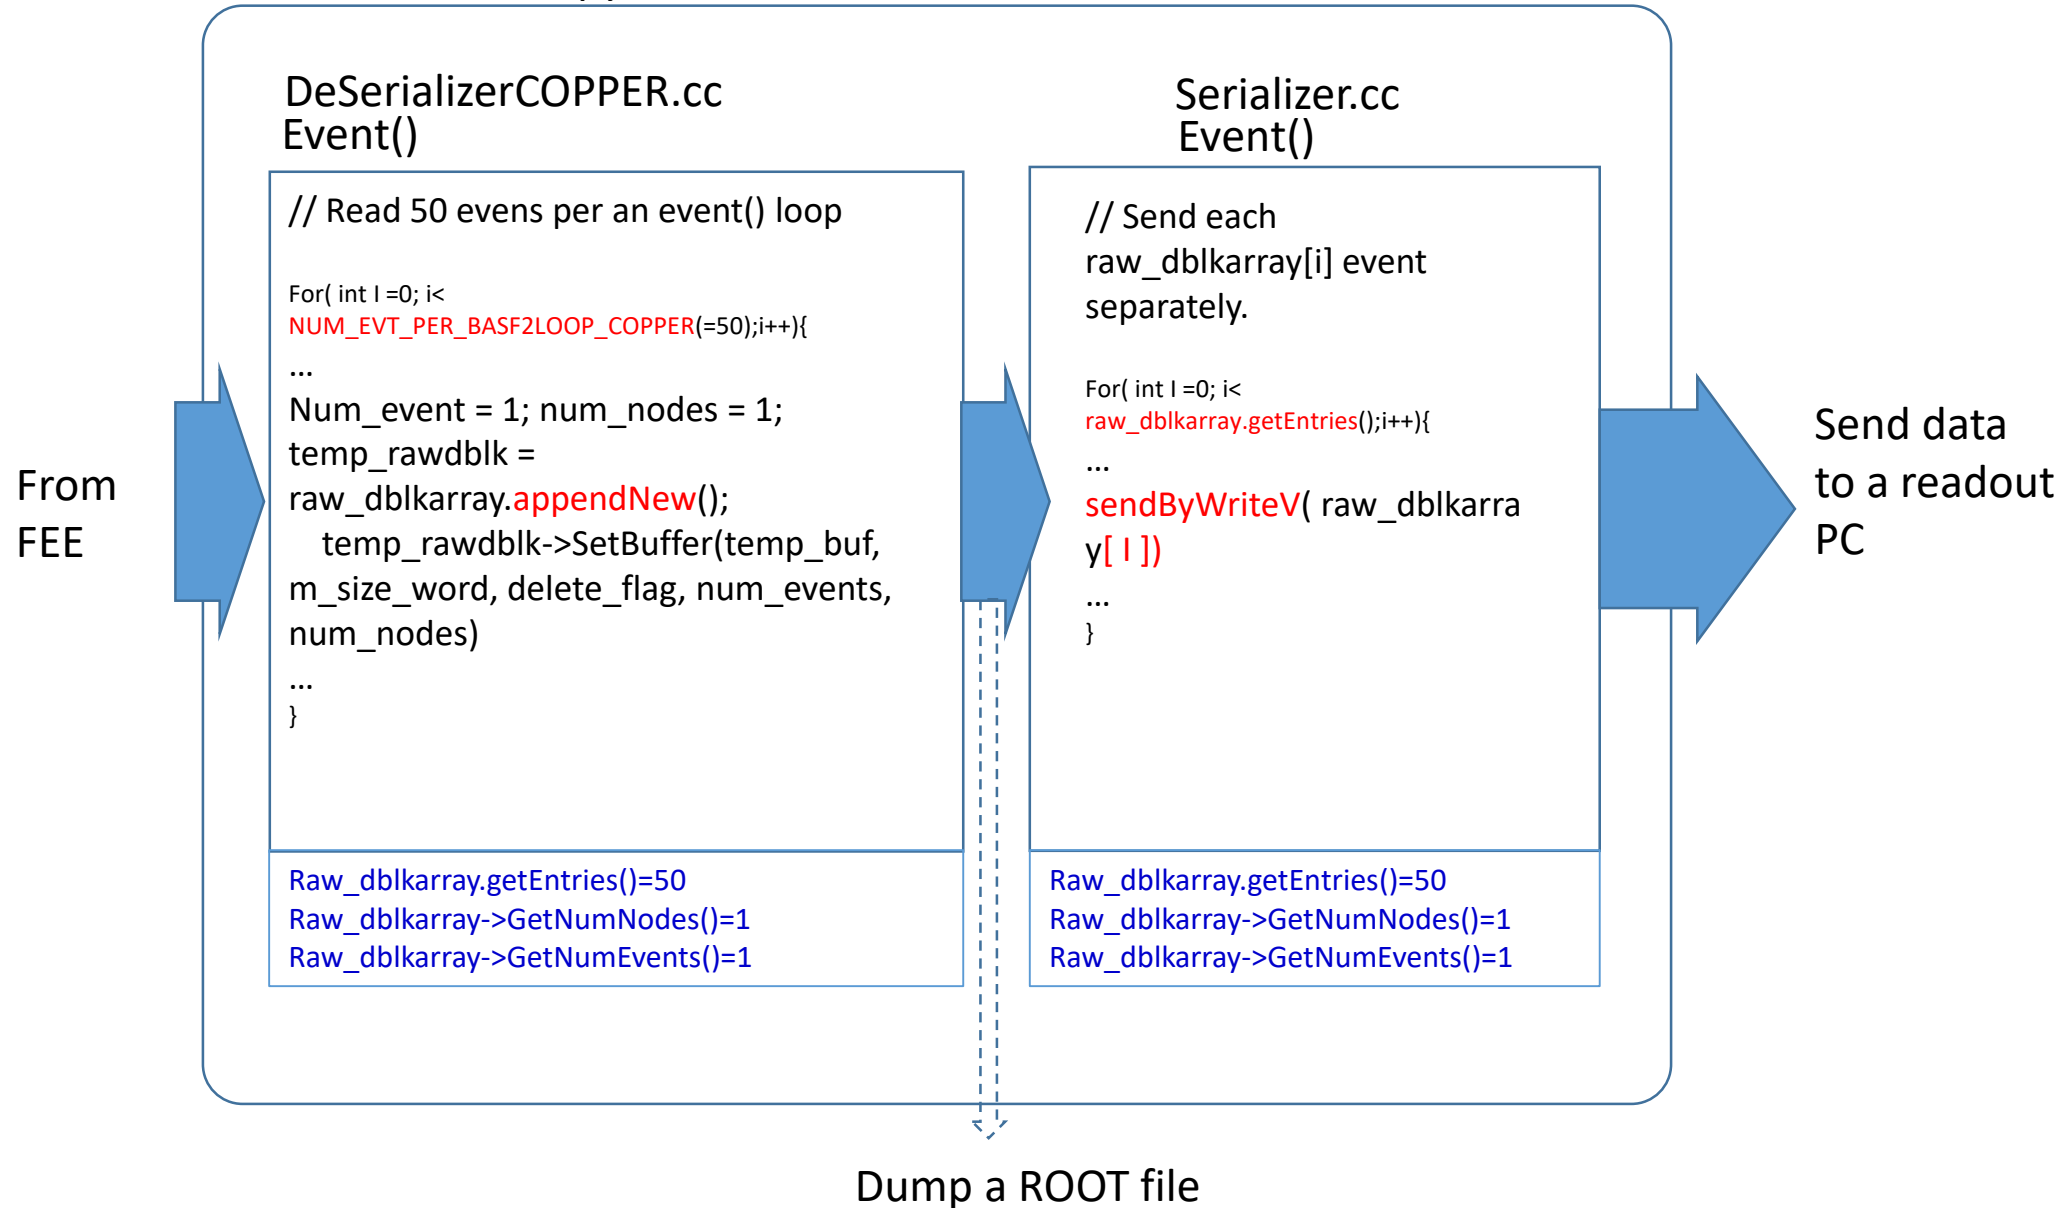 DeSerializerCOPPER.cc
Event()
// Read 50 evens per an event() loop
For( int I =0; i<
NUM_EVT_PER_BASF2LOOP_COPPER(=50);i++){
...
Num_event = 1; num_nodes = 1;
temp_rawdblk =
raw_dblkarray.appendNew();
temp_rawdblk->SetBuffer(temp_buf,
m_size_word, delete_flag, num_events,
num_nodes)
...
}
Raw_dblkarray.getEntries()=50
Raw_dblkarray->GetNumNodes()=1
Raw_dblkarray->GetNumEvents()=1
Serializer.cc
Event()
// Send each
raw_dblkarray[i] event
separately.
For( int I =0; i<
raw_dblkarray.getEntries();i++){
...
sendByWriteV( raw_dblkarra
y[ I ])
...
}
Raw_dblkarray.getEntries()=50
Raw_dblkarray->GetNumNodes()=1
Raw_dblkarray->GetNumEvents()=1
From
FEE
Send data
to a readout
PC
Dump a ROOT file